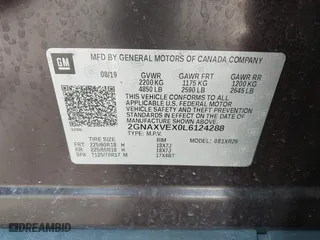 GM
MFD BY GENERAL MOTORS OF CANADA COMPANY
08/19 GVWR GAWR FRT GAWR RR
2200 KG 1175 KG 1200 KG
4850 LB 2590 LB 2645 LB
THIS VEHICLE CONFORMS TO ALL APPLICABLE U.S.
FEDERAL MOTOR VEHICLE SAFETY, BUMPER, AND
THEFT PREVENTION STANDARDS IN EFFECT ON THE
DATE OF MANUFACTURE SHOWN ABOVE.
2GNAXVEX0L6124288
TYPE: M.P.V. MODEL:
TIRE SIZE RIM
FRT 225/60R18 H 18X7J
RR 225/60R18 H 18X7J
SPA T125/70R17 M 17X4BT
DREAMBID